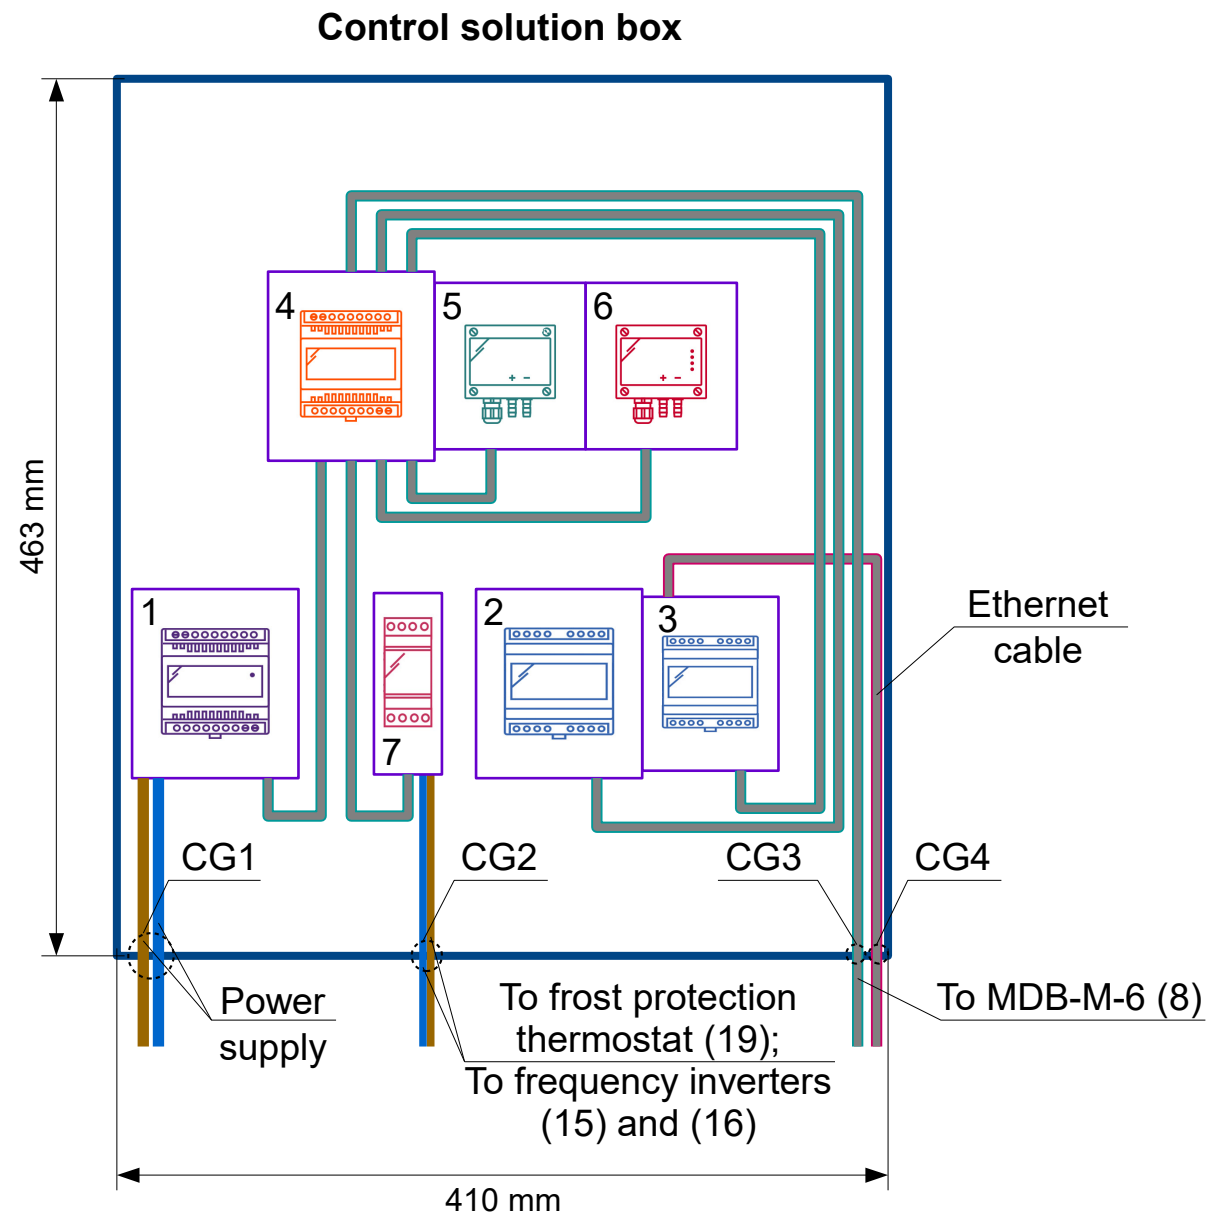 Control solution box
4
5
6
463 mm
1
7
2
3
Ethernet
cable
CG1
CG2
CG3
CG4
Power
supply
To frost protection
thermostat (19);
To frequency inverters
(15) and (16)
To MDB-M-6 (8)
410 mm